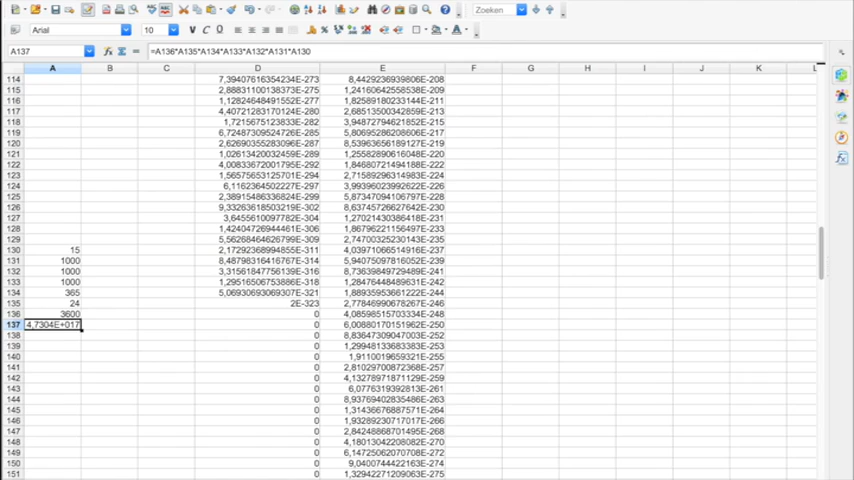 Arial 10
Zoeken
A137 =A136*A135*A134*A133*A132*A131*A130
A B C D E F G H I J K L
114 7,39407616354234E-273 8,4429236939806E-208
115 2,88831100138373E-275 1,24160642558538E-209
116 1,12824648491552E-277 1,82589180233144E-211
117 4,40721283170124E-280 2,68513500342859E-213
118 1,7215675123833E-282 3,94872794621852E-215
119 6,72487309524726E-285 5,80695286208606E-217
120 2,62690355283096E-287 8,53963656189127E-219
121 1,02613420032459E-289 1,2558289061 6048E-220
122 4,00833672001795E-292 1,84680721494188E-222
123 1,56575653125701E-294 2,71589296313483E-224
124 6,1162364502227E-297 3,99396023992622E-226
125 2,38915486336824E-299 5,87347094106797E-228
126 9,33263618503219E-302 8,63745726627642E-230
127 3,6455610097782E-304 1,27021430386418E-231
128 1,42404726944461E-306 1,86796221156497E-233
129 5,56268464626799E-309 2,74700325230143E-235
130 15 2,17292368994855E-311 4,03971066514916E-237
131 1000 8,48798316416767E-314 5,94075097816052E-239
132 1000 3,31561847756139E-316 8,73639849729489E-241
133 1000 1,29516506753886E-318 1,28476448489631E-242
134 365 5,06930693069307E-321 1,88935953661222E-244
135 24 2E-323 2,77846990678267E-246
136 3600 0 4,08598515703334E-248
137 4,7304E+017 0 6,00880170151962E-250
138 0 8,83647309047003E-252
139 0 1,29948133683383E-253
140 0 1,9110019659321E-255
141 0 2,81029700872368E-257
142 0 4,13278971871129E-259
143 0 6,0776319392813E-261
144 0 8,93769402835486E-263
145 0 1,31436676887571E-264
146 0 1,93289230717017E-266
147 0 2,84248868701495E-268
148 0 4,18013042208082E-270
149 0 6,14725062070708E-272
150 0 9,0400744422163E-274
151 0 1,32942271209063E-275